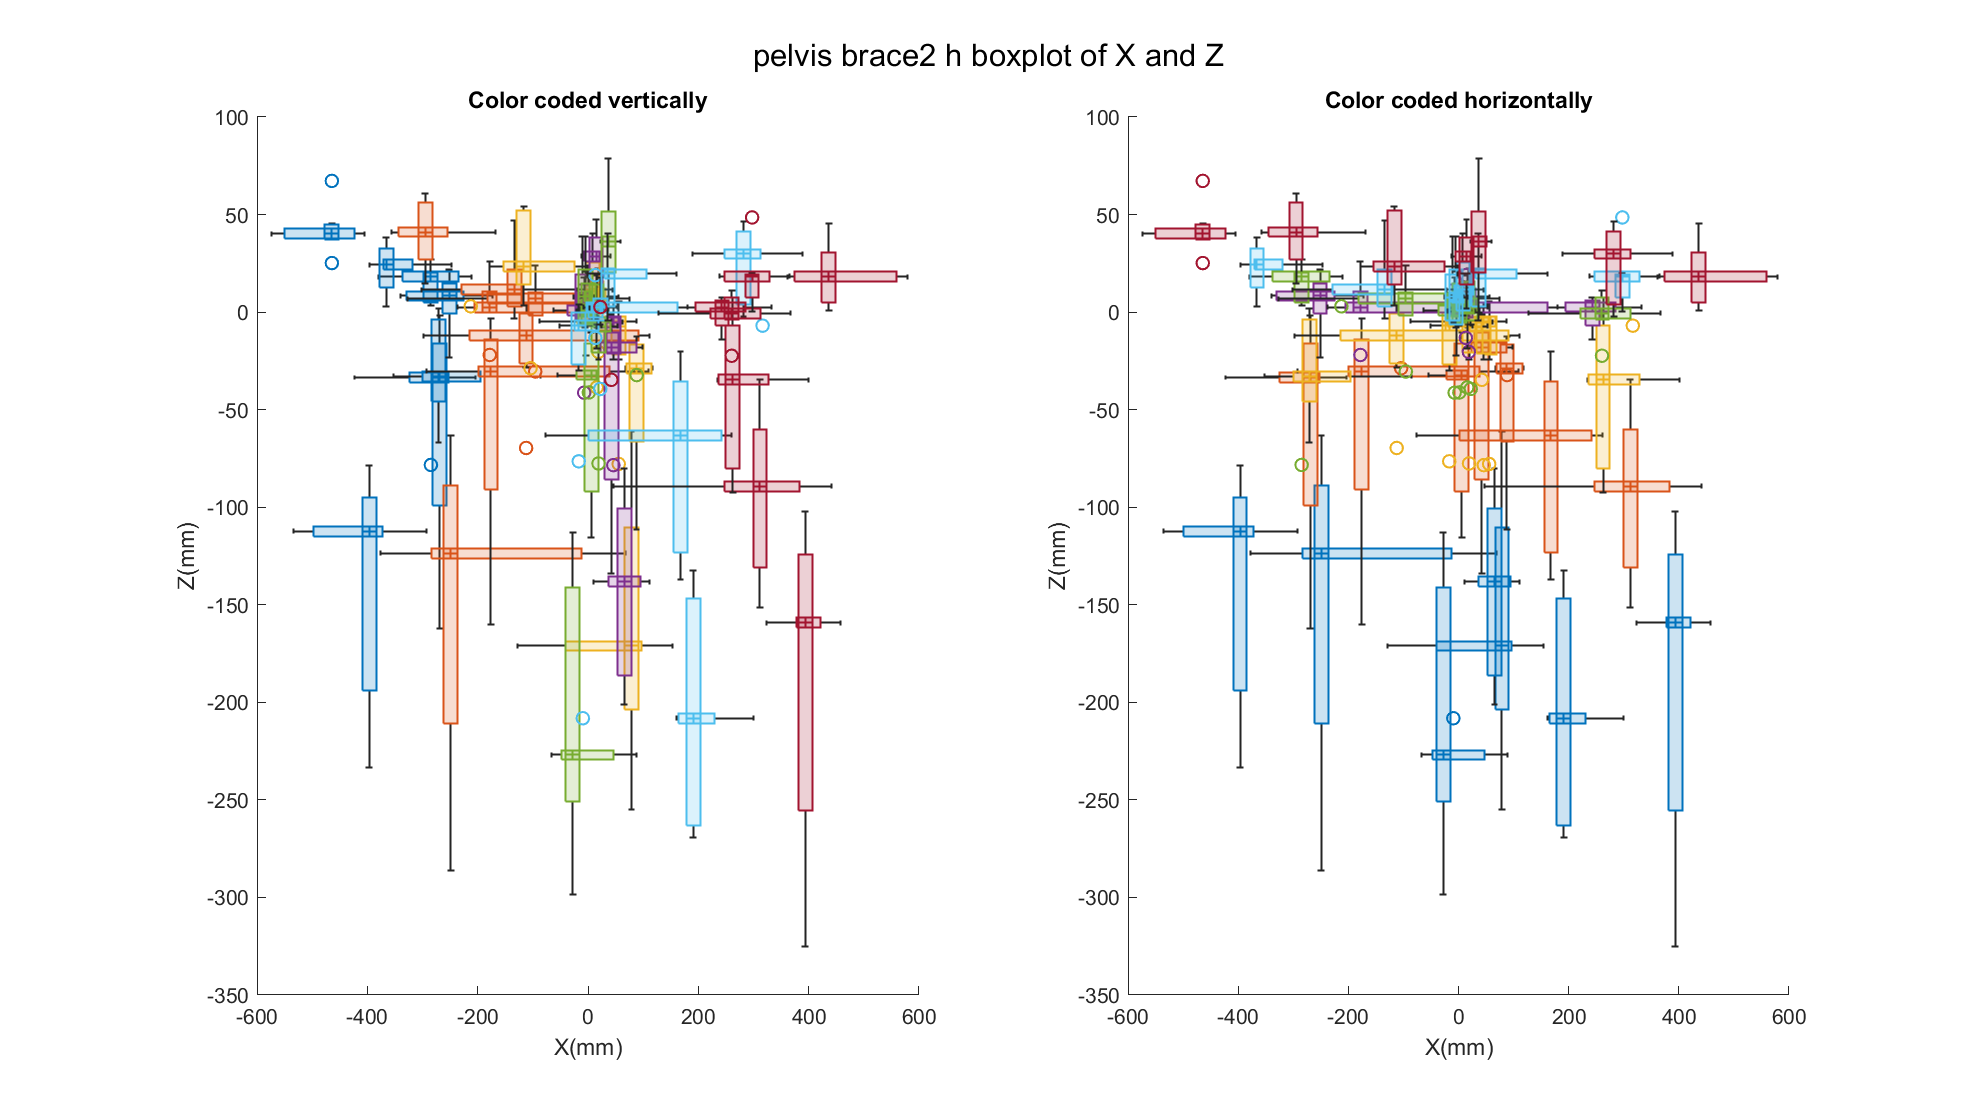 pelvis brace2 h boxplot of X and Z
Color coded vertically
100
50
0
-50
-100
-150
-200
-250
-300
-350
Z(mm)
-600 -400 -200 0 200 400 600
X(mm)
Color coded horizontally
100
50
0
-50
-100
-150
-200
-250
-300
-350
Z(mm)
-600 -400 -200 0 200 400 600
X(mm)